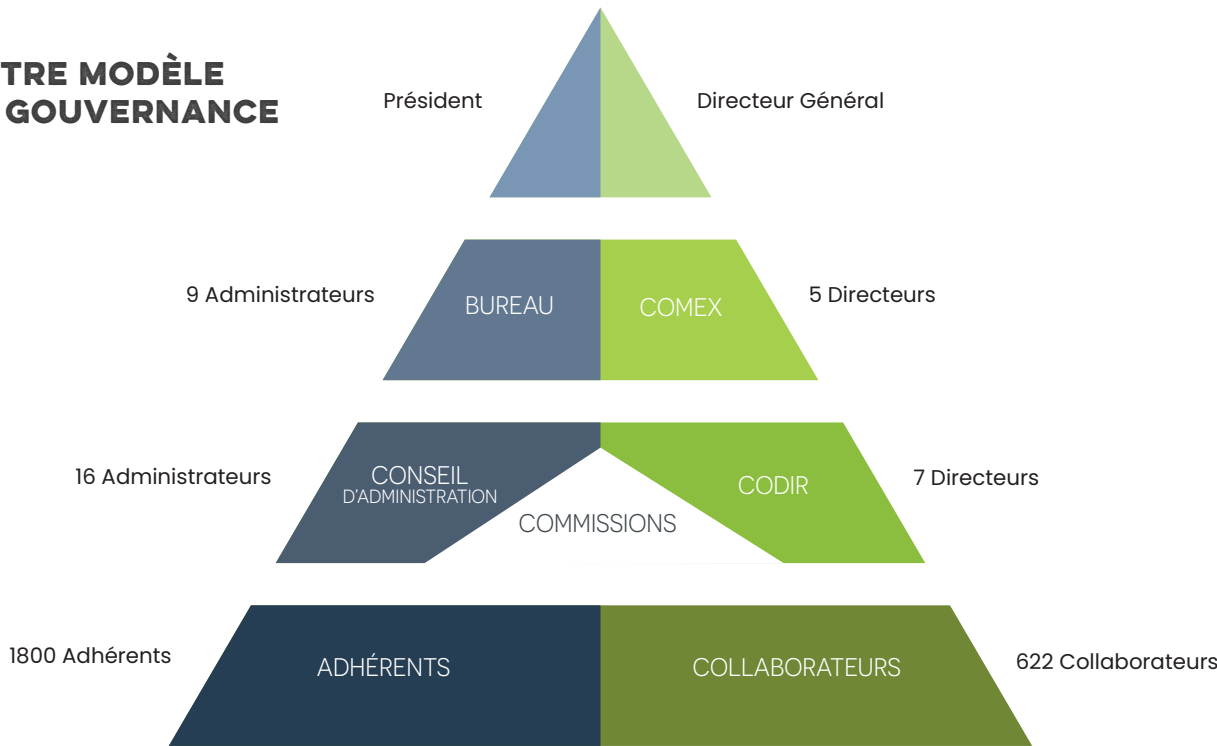 TRE MODÈLE
GOUVERNANCE
Président
Directeur Général
9 Administrateurs
BUREAU
COMEX
5 Directeurs
16 Administrateurs
CONSEIL
D'ADMINISTRATION
CODIR
7 Directeurs
COMMISSIONS
1800 Adhérents
ADHÉRENTS
COLLABORATEURS
622 Collaborateurs